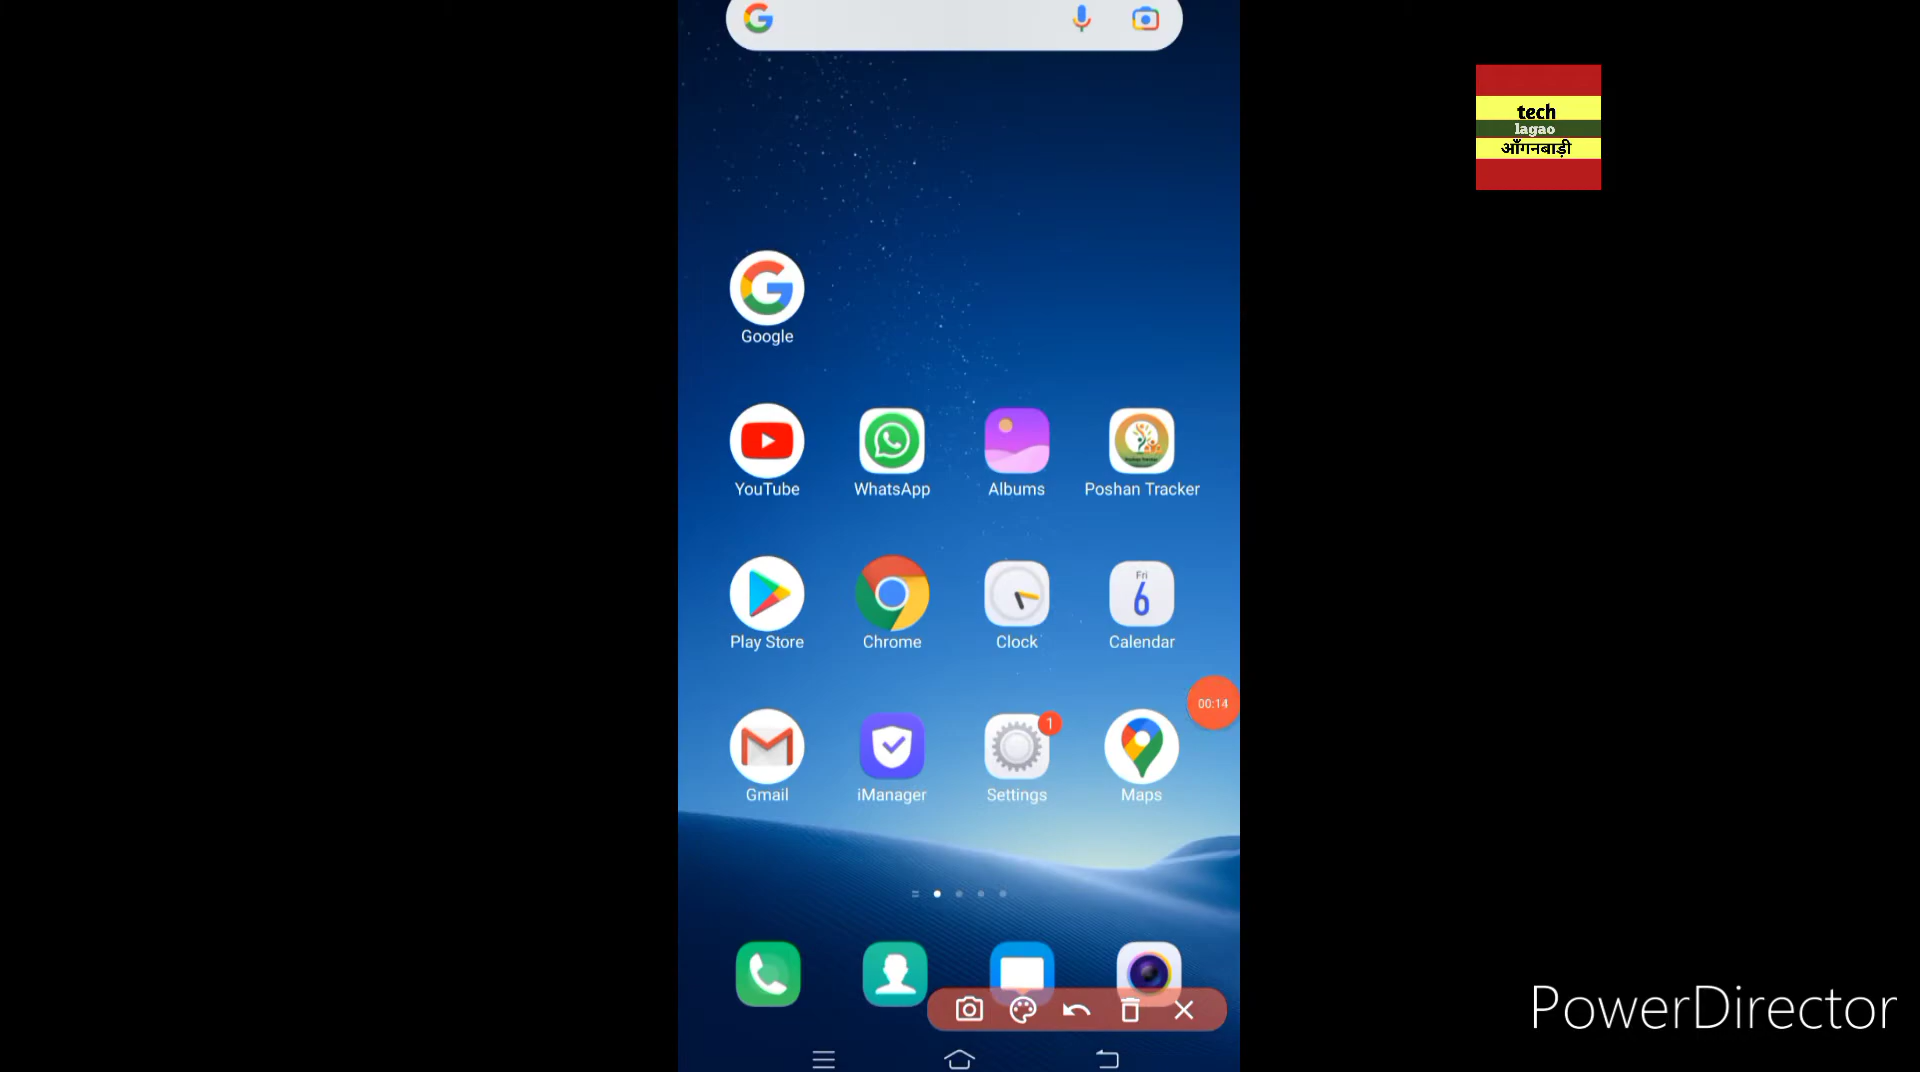 tech
lagao
आँगनबाड़ी
Google
YouTube WhatsApp Albums Poshan Tracker
Fri
6
Play Store Chrome Clock Calendar
00:14
1
Gmail iManager Settings Maps
PowerDirector